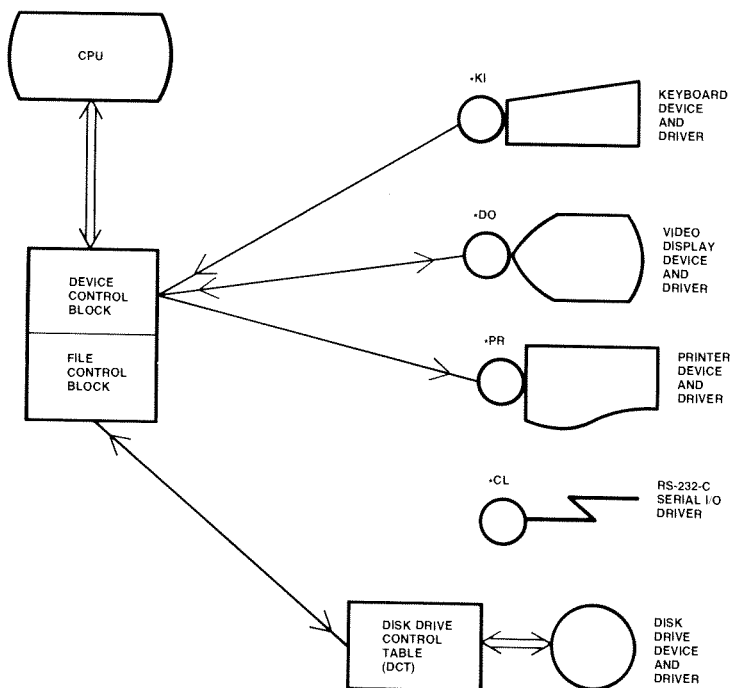 CPU
*KI
KEYBOARD
DEVICE
AND
DRIVER
*DO
VIDEO
DISPLAY
DEVICE
AND
DRIVER
DEVICE
CONTROL
BLOCK
FILE
CONTROL
BLOCK
*PR
PRINTER
DEVICE
AND
DRIVER
*CL
RS-232-C
SERIAL I/O
DRIVER
DISK DRIVE
CONTROL
TABLE
(DCT)
DISK
DRIVE
DEVICE
AND
DRIVER